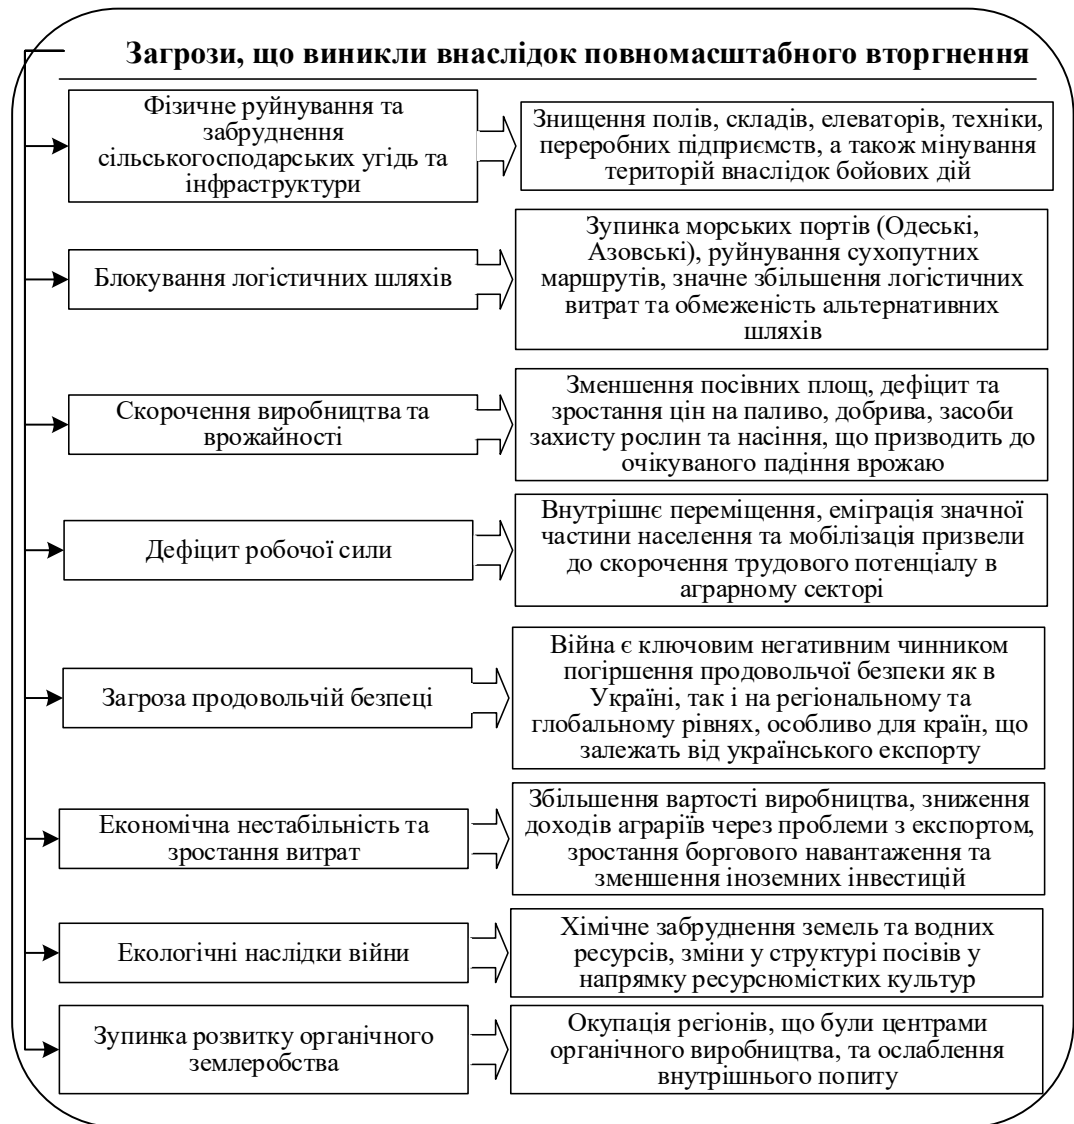 Загрози, що виникли внаслідок повномасштабного вторгнення
Фізичне руйнування та
забруднення
сільськогосподарських угідь та
інфраструктури
Знищення полів, складів, елеваторів, техніки,
переробних підприємств, а також мінування
територій внаслідок бойових дій
Блокування логістичних шляхів
Зупинка морських портів (Одеські,
Азовські), руйнування сухопутних
маршрутів, значне збільшення логістичних
витрат та обмеженість альтернативних
шляхів
Скорочення виробництва та
врожайності
Зменшення посівних площ, дефіцит та
зростання цін на паливо, добрива, засоби
захисту рослин та насіння, що призводить до
очікуваного падіння врожаю
Дефіцит робочої сили
Внутрішнє переміщення, еміграція значної
частини населення та мобілізація призвели
до скорочення трудового потенціалу в
аграрному секторі
Загроза продовольчій безпеці
Війна є ключовим негативним чинником
погіршення продовольчої безпеки як в
Україні, так і на регіональному та
глобальному рівнях, особливо для країн, що
залежать від українського експорту
Економічна нестабільність та
зростання витрат
Збільшення вартості виробництва, зниження
доходів аграріїв через проблеми з експортом,
зростання боргового навантаження та
зменшення іноземних інвестицій
Екологічні наслідки війни
Хімічне забруднення земель та водних
ресурсів, зміни у структурі посівів у
напрямку ресурсномістких культур
Зупинка розвитку органічного
землеробства
Окупація регіонів, що були центрами
органічного виробництва, та ослаблення
внутрішнього попиту